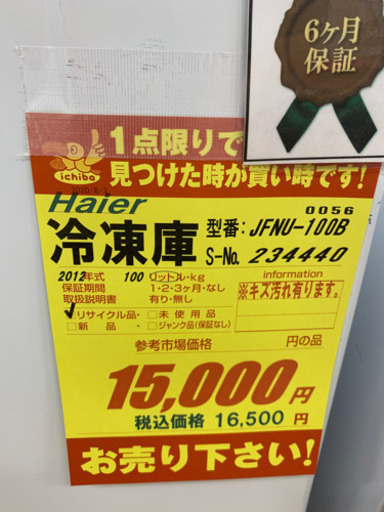 6ヶ月
保証
1点限りで
ichiba
見つけた時が買い時です!
Haier
0056
冷凍庫
型番: JFNU-100B
S-No. 234440
2012年式 100 リットル・kg
保証期間 1・2・3ヶ月・なし
取扱説明書 有り・無し
information
※キズ汚れ有ります。
✓リサイクル品・ □未使用品
□新品・ □ジャンク品(保証なし)
参考市場価格 円の品
15,000円
税込価格 16,500 円
お売り下さい!